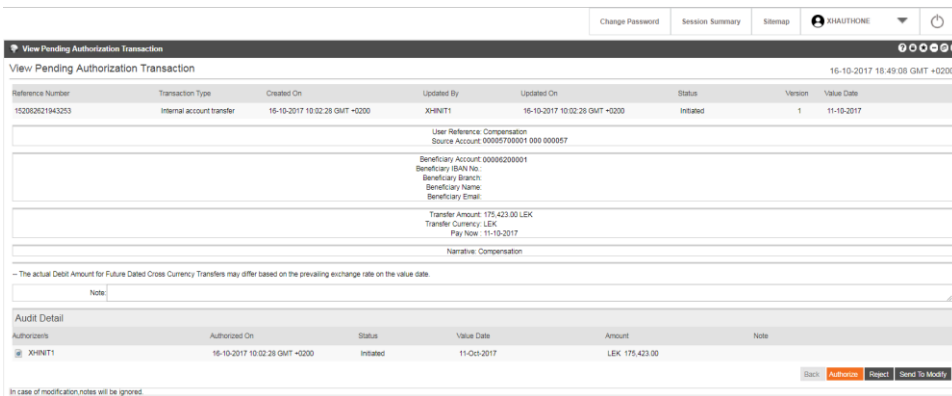 Change Password Session Summary Sitemap XHAUTHONE
View Pending Authorization Transaction
View Pending Authorization Transaction
16-10-2017 18:49:08 GMT +0200
Reference Number Transaction Type Created On Updated By Updated On Status Version Value Date
152082621943253 Internal account transfer 16-10-2017 10:02:28 GMT +0200 XHINIT1 16-10-2017 10:02:28 GMT +0200 Initiated 1 11-10-2017
User Reference: Compensation
Source Account: 00005700001 000 000057
Beneficiary Account: 00006200001
Beneficiary IBAN No.:
Beneficiary Branch:
Beneficiary Name:
Beneficiary Email:
Transfer Amount: 175,423.00 LEK
Transfer Currency: LEK
Pay Now : 11-10-2017
Narrative: Compensation
-- The actual Debit Amount for Future Dated Cross Currency Transfers may differ based on the prevailing exchange rate on the value date.
Note:
Audit Detail
Authorizer/s Authorized On Status Value Date Amount Note
XHINIT1 16-10-2017 10:02:28 GMT +0200 Initiated 11-Oct-2017 LEK 175,423.00
Back Authorize Reject Send To Modify
In case of modification,notes will be ignored.